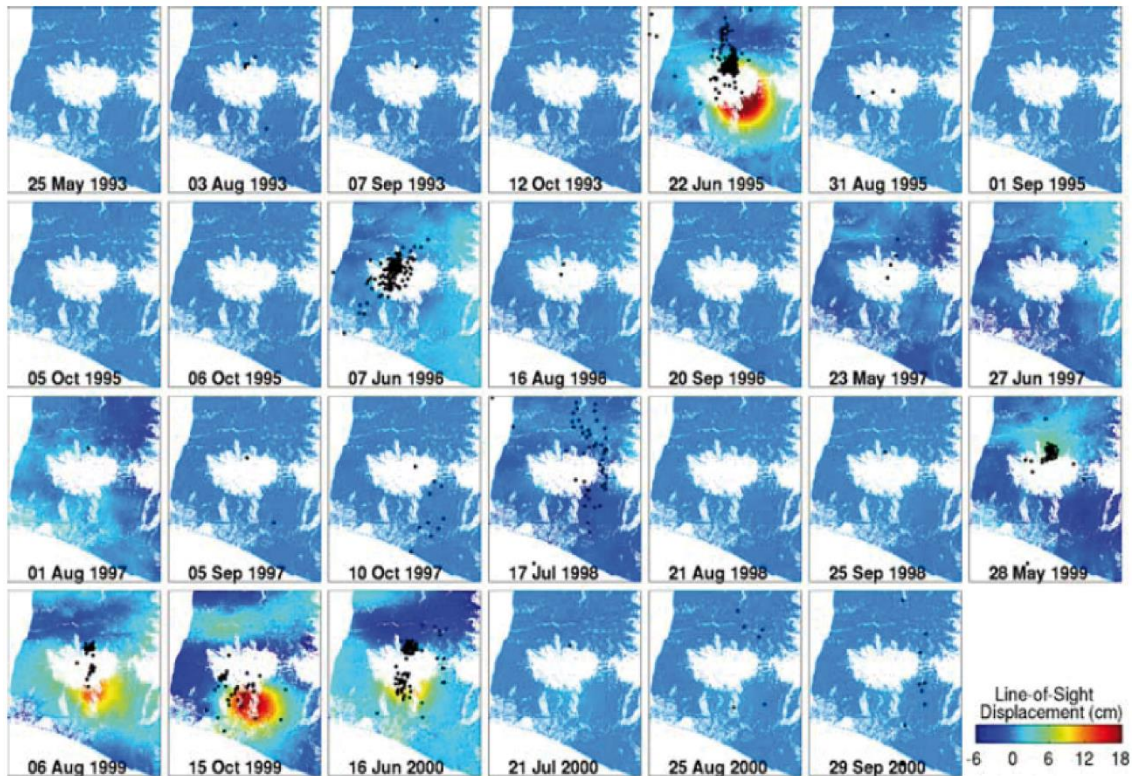 25 May 1993
03 Aug 1993
07 Sep 1993
12 Oct 1993
22 Jun 1995
31 Aug 1995
01 Sep 1995
05 Oct 1995
06 Oct 1995
07 Jun 1996
16 Aug 1996
20 Sep 1996
23 May 1997
27 Jun 1997
01 Aug 1997
05 Sep 1997
10 Oct 1997
17 Jul 1998
21 Aug 1998
25 Sep 1998
28 May 1999
06 Aug 1999
15 Oct 1999
16 Jun 2000
21 Jul 2000
25 Aug 2000
29 Sep 2000
Line-of-Sight
Displacement (cm)
-6 0 6 12 18